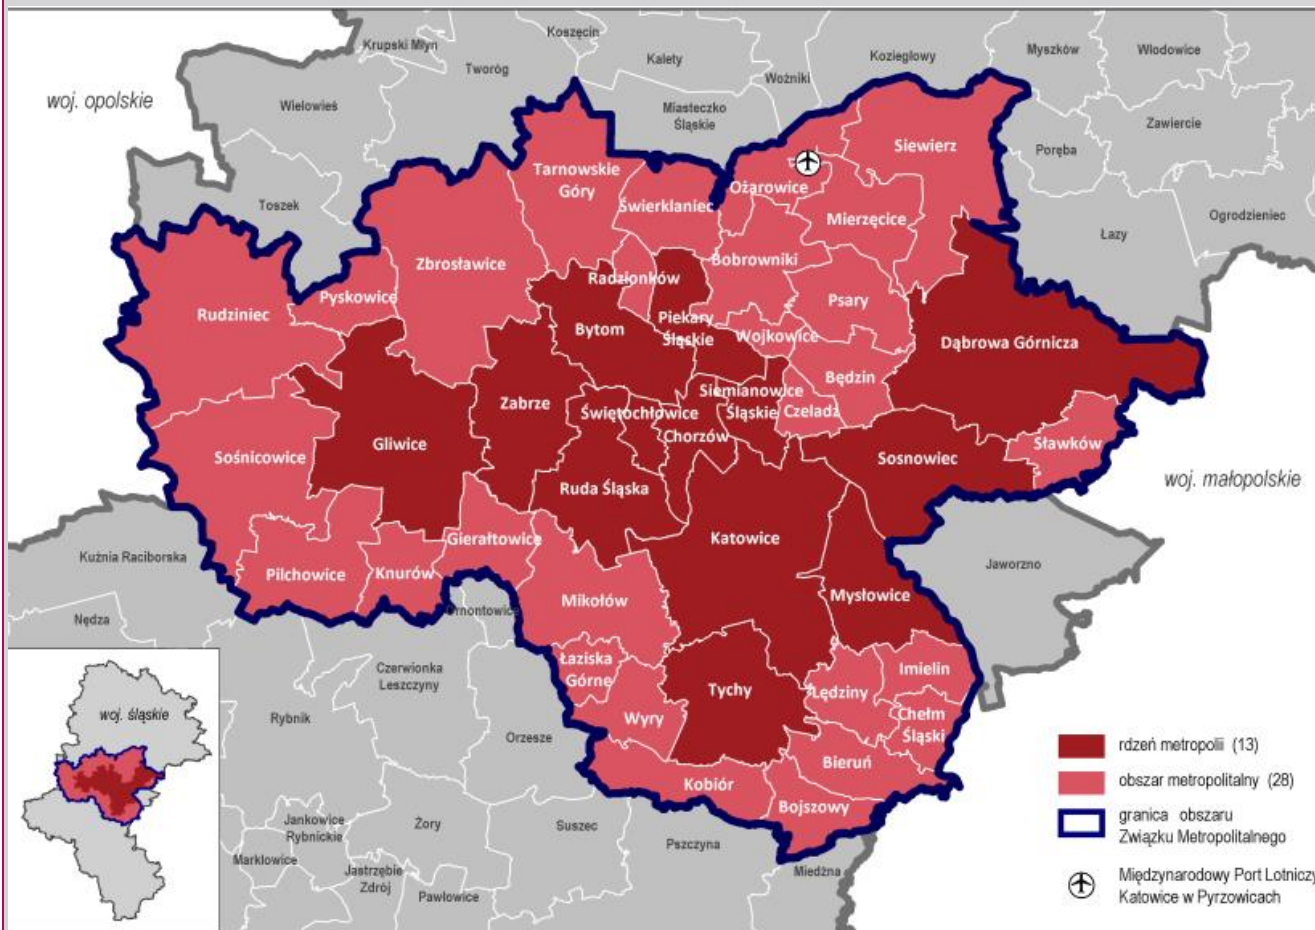 Krupski Młyn
Koszęcin
Tworóg
Kalety
Woźniki
Koziegłowy
Myszków
Włodowice
woj. opolskie
Wielowieś
Miasteczko
Śląskie
Zawiercie
Poręba
Siewierz
Tarnowskie
Góry
Ożarowice
Świerklaniec
Toszek
Mierzęcice
Ogrodzieniec
Łazy
Zbrosławice
Bobrowniki
Radzionków
Pyskowice
Psary
Rudziniec
Bytom
Piekary
Śląskie
Wojkowice
Dąbrowa Górnicza
Będzin
Siemianowice
Śląskie
Zabrze
Świętochłowice
Czeladź
Chorzów
Gliwice
Sławków
Sośnicowice
Sosnowiec
woj. małopolskie
Ruda Śląska
Katowice
Gierałtowice
Kuźnia Raciborska
Pilchowice
Knurów
Jaworzno
Mysłowice
Mikołów
Ornontowice
Nędza
Łaziska
Górne
Imielin
Czerwionka
Leszczyny
Tychy
Lędziny
woj. śląskie
Rybnik
Wyry
Chełm
Śląski
Orzesze
Bieruń
Kobiór
Bojszowy
Jankowice
Rybnickie
Żory
Suszec
Pszczyna
Marklowice
Jastrzębie
Zdrój
Pawłowice
Miedźna
rdzeń metropolii (13)
obszar metropolitalny (28)
granica obszaru
Związku Metropolitalnego
Międzynarodowy Port Lotniczy
Katowice w Pyrzowicach